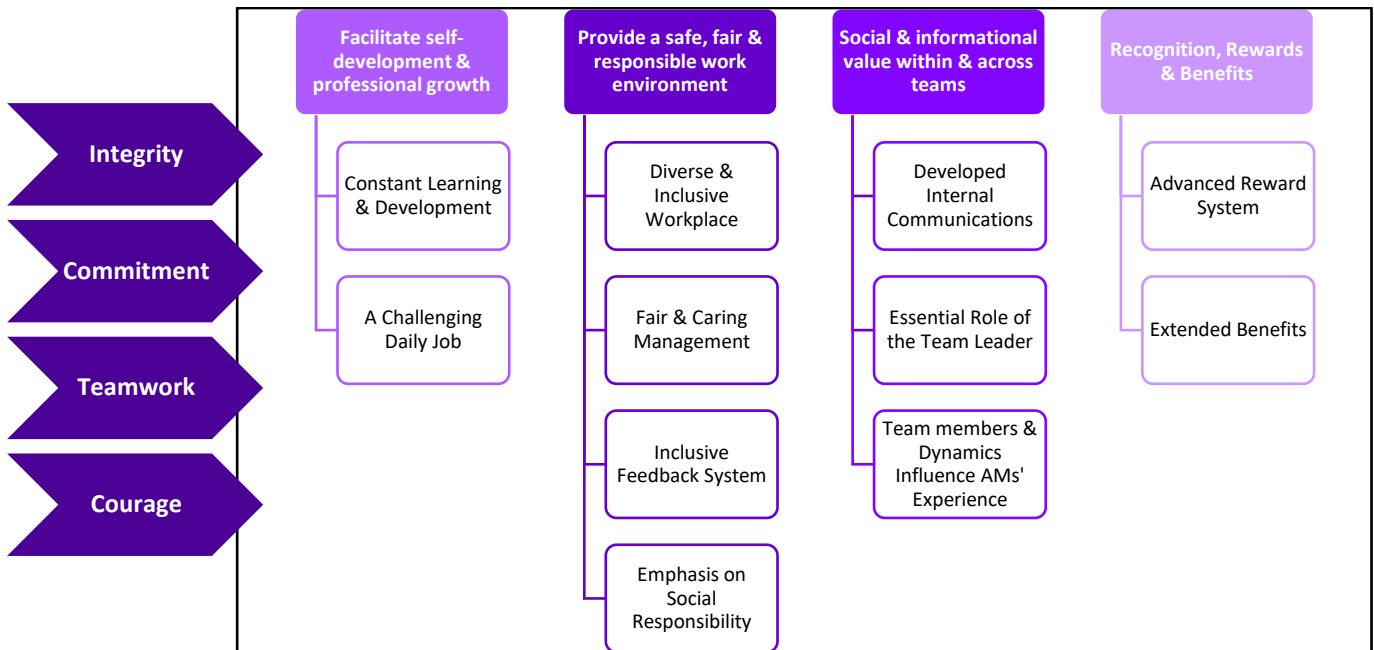 Integrity
Commitment
Teamwork
Courage
Facilitate self-
development &
professional growth
Constant Learning
& Development
A Challenging
Daily Job
Provide a safe, fair &
responsible work
environment
Diverse &
Inclusive
Workplace
Fair & Caring
Management
Inclusive
Feedback System
Emphasis on
Social
Responsibility
Social & informational
value within & across
teams
Developed
Internal
Communications
Essential Role of
the Team Leader
Team members &
Dynamics
Influence AMs'
Experience
Recognition, Rewards
& Benefits
Advanced Reward
System
Extended Benefits